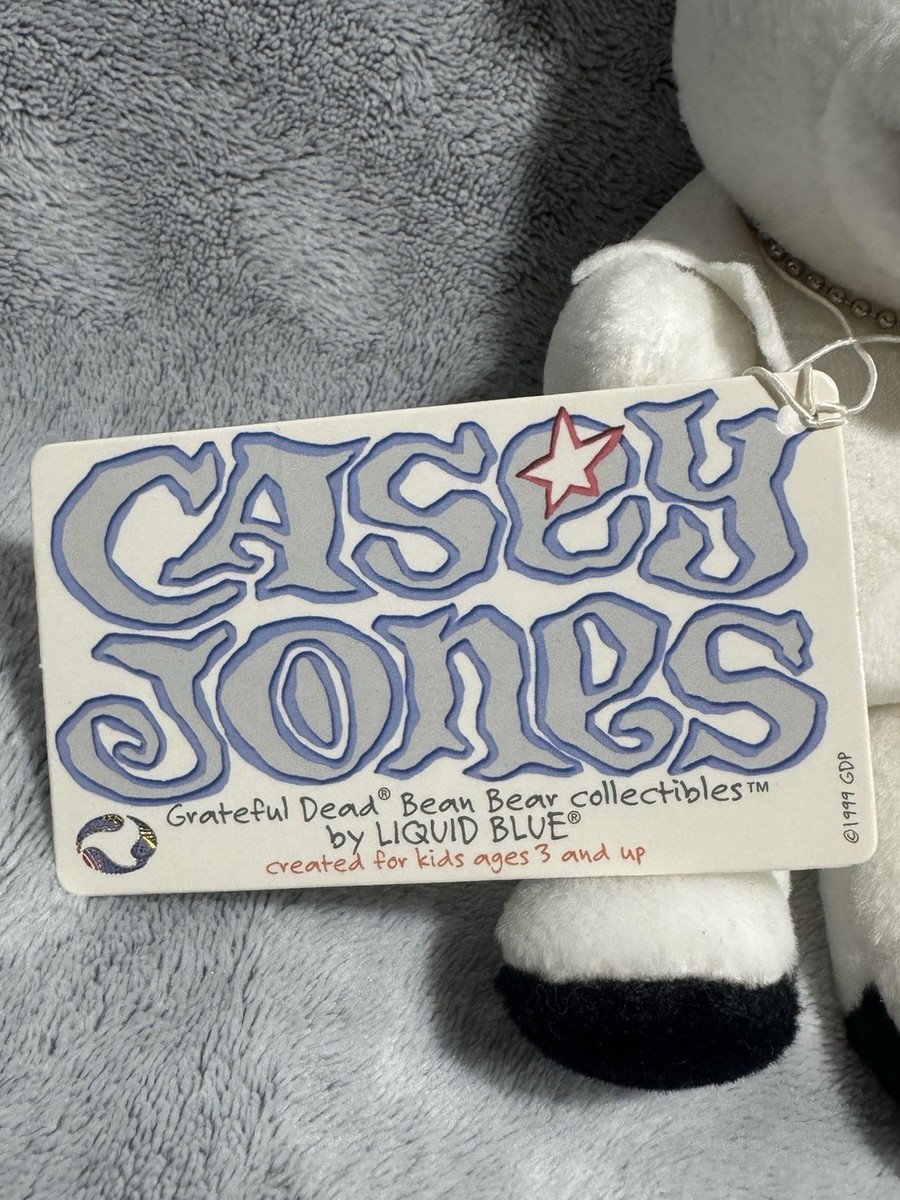 CASEY
JONES
Grateful Dead® Bean Bear collectibles™
by LIQUID BLUE®
created for kids ages 3 and up
©1999 GDP